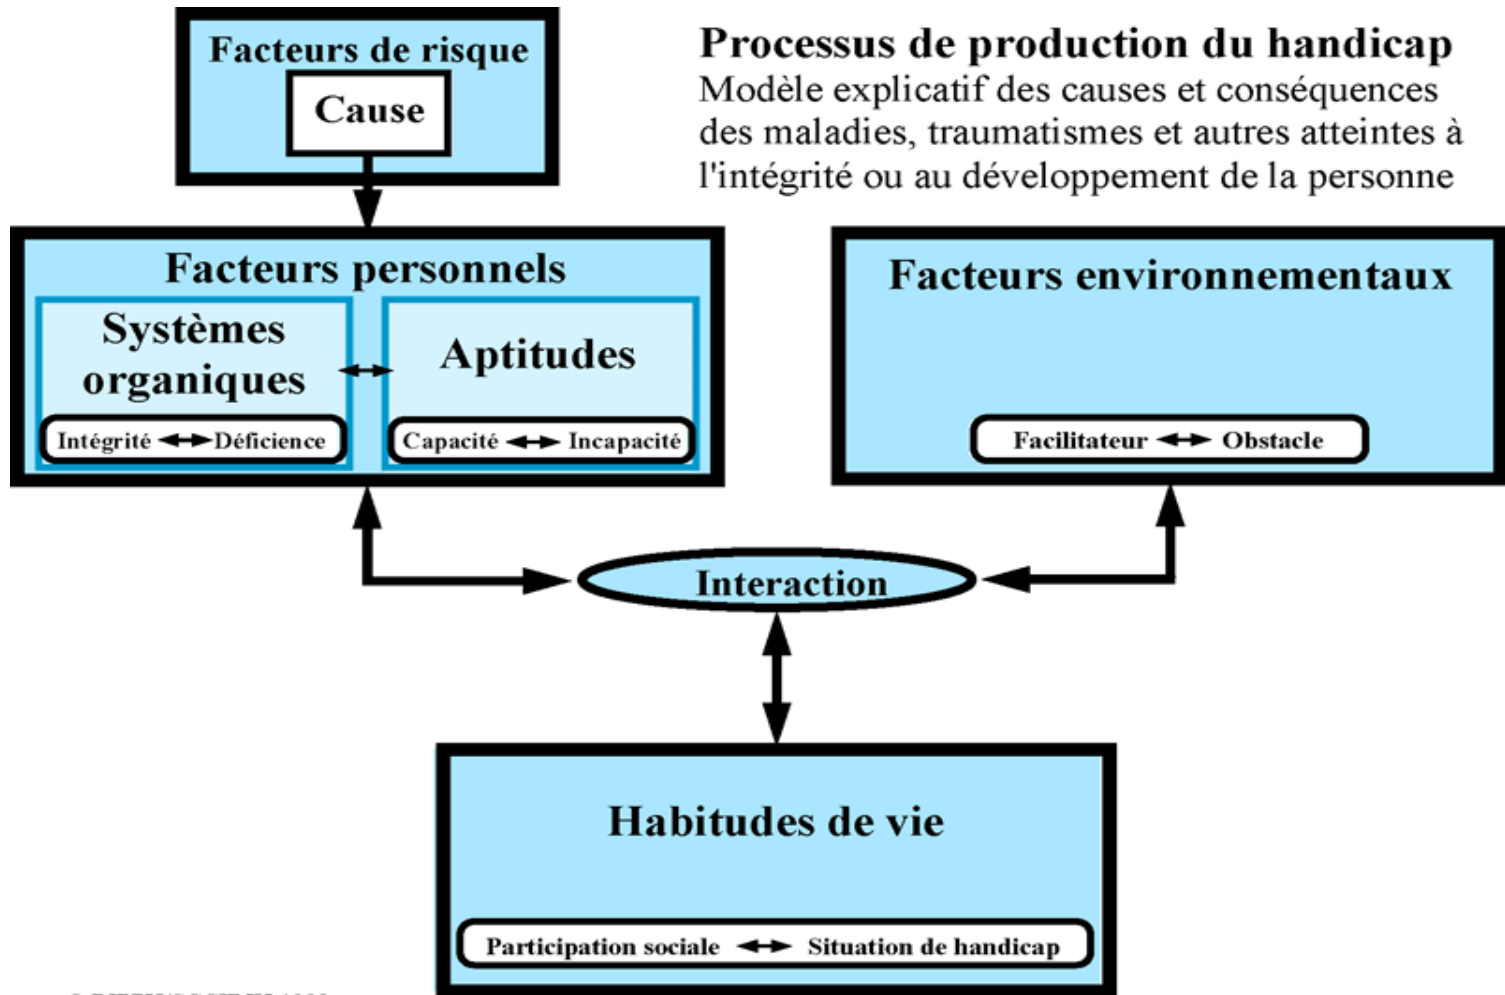 Facteurs de risque
Cause
Processus de production du handicap
Modèle explicatif des causes et conséquences
des maladies, traumatismes et autres atteintes à
l'intégrité ou au développement de la personne
Facteurs personnels
Systèmes
organiques
Intégrité Déficience
Aptitudes
Capacité Incapacité
Facteurs environnementaux
Facilitateur Obstacle
Interaction
Habitudes de vie
Participation sociale Situation de handicap